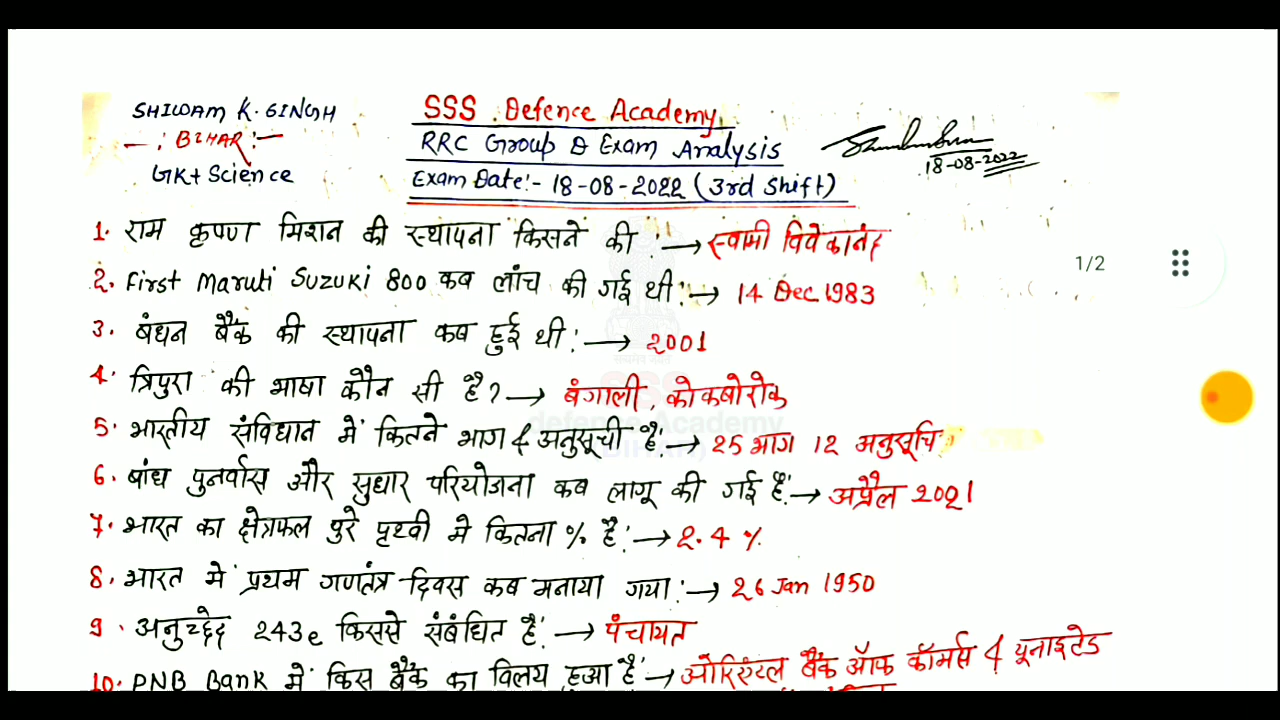 SHIWAM K. SINGH
-: BIHAR :-
GK+ Science
SSS Defence Academy
RRC Group D Exam Analysis
Exam Date:- 18-08-2022 (3rd Shift)
18-08-2022
1. राम कृष्ण मिशन की स्थापना किसने की :→ स्वामी विवेकानंद
2. First Maruti Suzuki 800 कब लांच की गई थी :→ 14 Dec 1983
1/2
3. बंधन बैंक की स्थापना कब हुई थी :→ 2001
4. त्रिपुरा की भाषा कौन सी है? → बंगाली, कोकबोरोक
5. भारतीय संविधान में कितने भाग & अनुसूची है :→ 25 भाग 12 अनुसूचि
6. बांध पुनर्वास और सुधार परियोजना कब लागू की गई है :→ अप्रैल 2021
7. भारत का क्षेत्रफल पुरे पृथ्वी मे कितना % है :→ 2.4 %
8. भारत मे प्रथम गणतंत्र दिवस कब मनाया गया :→ 26 Jan 1950
9. अनुच्छेद 243e किससे संबंधित है :→ पंचायत
10. PNB Bank में किस बैंक का विलय हुआ है :→ ओरिएंटल बैंक ऑफ कॉमर्स & यूनाइटेड
SSS
defence Academy
(BIHAR)